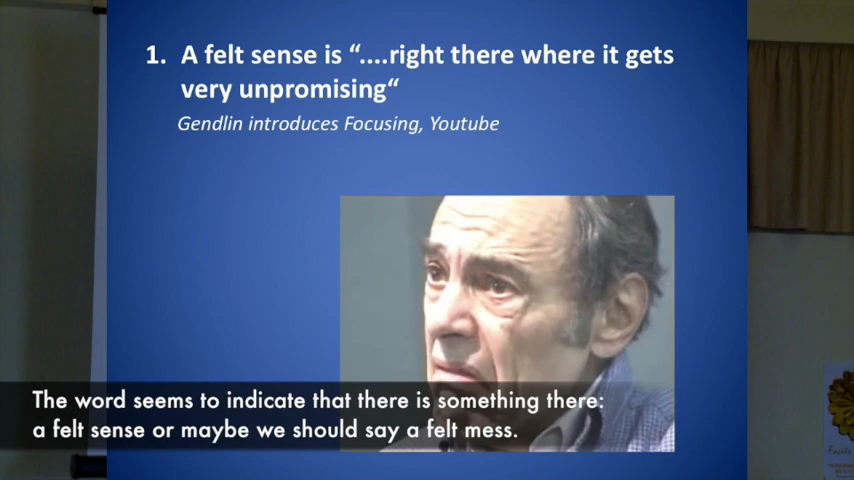 1. A felt sense is “....right there where it gets
very unpromising“
Gendlin introduces Focusing, Youtube
The word seems to indicate that there is something there:
a felt sense or maybe we should say a felt mess.
Facets